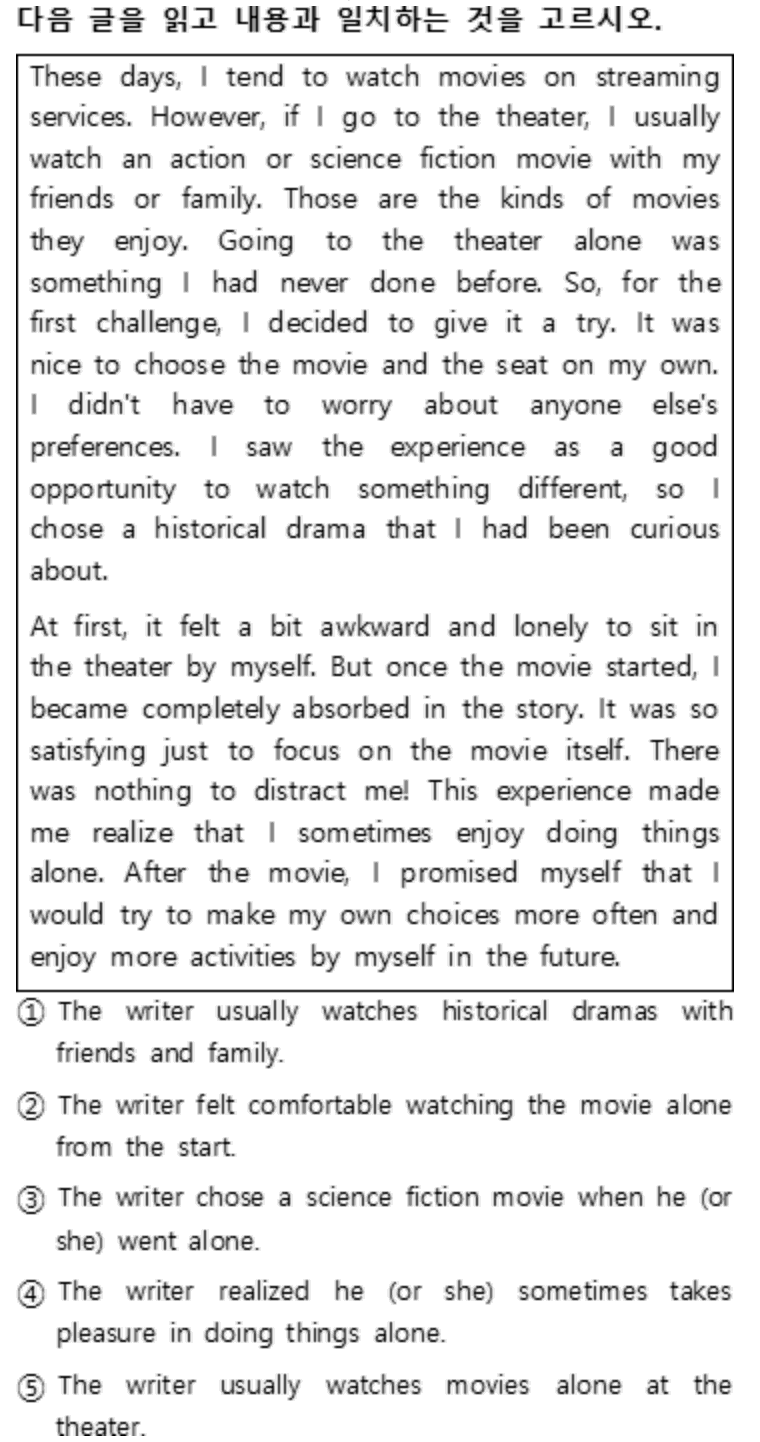 다음 글을 읽고 내용과 일치하는 것을 고르시오.
These days, I tend to watch movies on streaming
services. However, if I go to the theater, I usually
watch an action or science fiction movie with my
friends or family. Those are the kinds of movies
they enjoy. Going to the theater alone was
something I had never done before. So, for the
first challenge, I decided to give it a try. It was
nice to choose the movie and the seat on my own.
I didn't have to worry about anyone else's
preferences. I saw the experience as a good
opportunity to watch something different, so I
chose a historical drama that I had been curious
about.
At first, it felt a bit awkward and lonely to sit in
the theater by myself. But once the movie started, I
became completely absorbed in the story. It was so
satisfying just to focus on the movie itself. There
was nothing to distract me! This experience made
me realize that I sometimes enjoy doing things
alone. After the movie, I promised myself that I
would try to make my own choices more often and
enjoy more activities by myself in the future.
① The writer usually watches historical dramas with
friends and family.
② The writer felt comfortable watching the movie alone
from the start.
③ The writer chose a science fiction movie when he (or
she) went alone.
④ The writer realized he (or she) sometimes takes
pleasure in doing things alone.
⑤ The writer usually watches movies alone at the
theater.